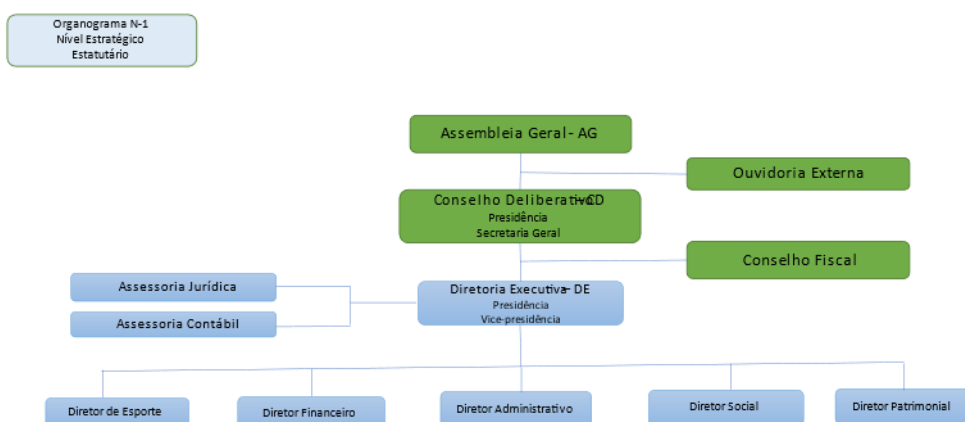 Organograma N-1
Nível Estratégico
Estatutário
Assembleia Geral- AG
Ouvidoria Externa
Conselho Deliberativo-CD
Presidência
Secretaria Geral
Conselho Fiscal
Assessoria Jurídica
Diretoria Executiva- DE
Presidência
Vice-presidência
Assessoria Contábil
Diretor de Esporte
Diretor Financeiro
Diretor Administrativo
Diretor Social
Diretor Patrimonial